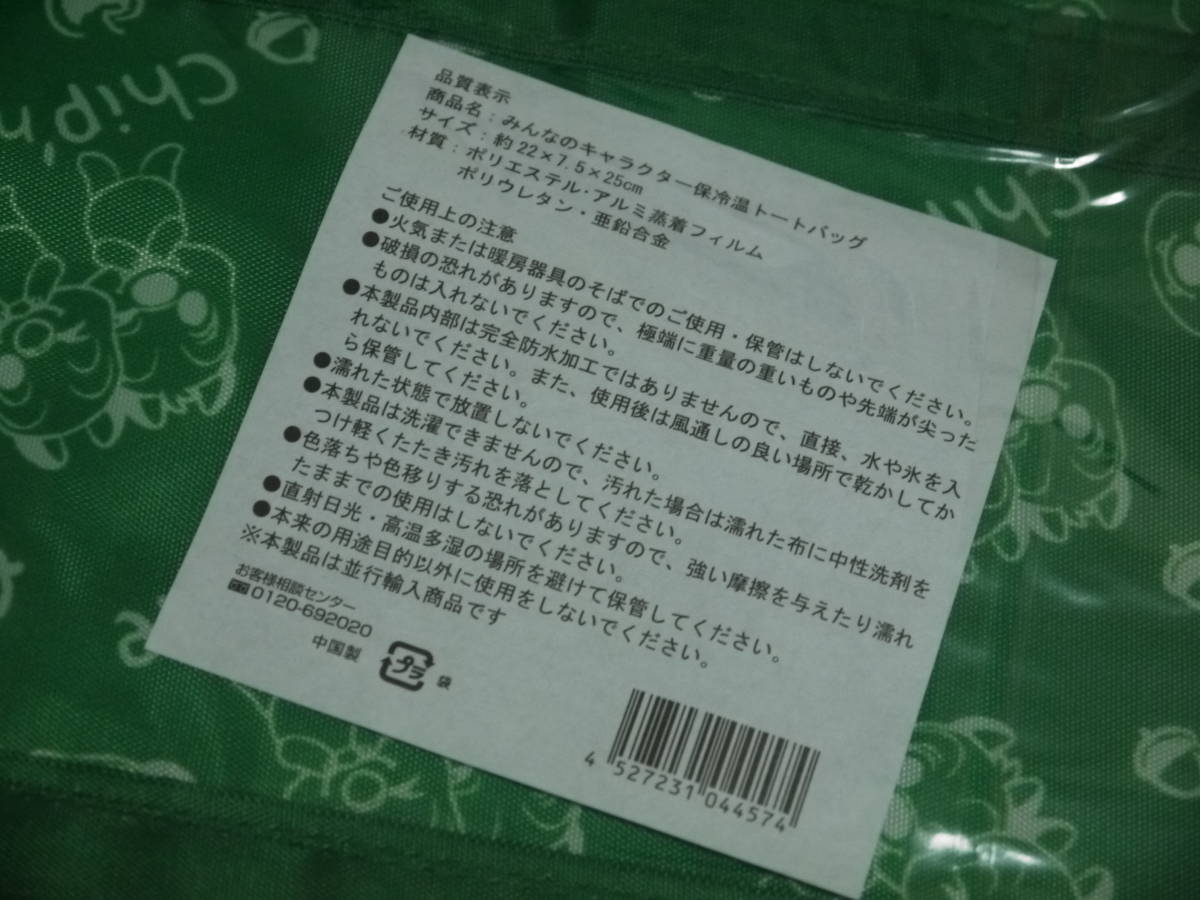 Chip'n
Chip
品質表示
商品名：みんなのキャラクター保冷温トートバッグ
サイズ：約22×7.5×25cm
材質：ポリエステル・アルミ蒸着フィルム
ポリウレタン・亜鉛合金
ご使用上の注意
●火気または暖房器具のそばでのご使用・保管はしないでください。
●破損の恐れがありますので、極端に重量の重いものや先端が尖った
ものは入れないでください。
●本製品内部は完全防水加工ではありませんので、直接、水や氷を入
れないでください。また、使用後は風通しの良い場所で乾かしてか
ら保管してください。
●濡れた状態で放置しないでください。
●本製品は洗濯できませんので、汚れた場合は濡れた布に中性洗剤を
つけ軽くたたき汚れを落としてください。
●色落ちや色移りする恐れがありますので、強い摩擦を与えたり濡れ
たままでの使用はしないでください。
●直射日光・高温多湿の場所を避けて保管してください。
●本来の用途目的以外に使用をしないでください。
※本製品は並行輸入商品です
お客様相談センター
0120-692020
中国製
プラ
袋
4 527231 044574